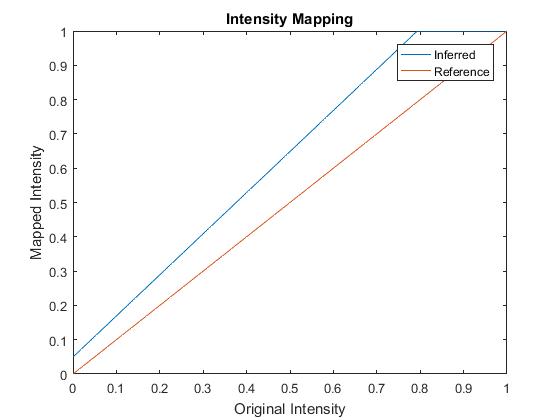 Intensity Mapping
Inferred
Reference
1
0.9
0.8
0.7
0.6
0.5
0.4
0.3
0.2
0.1
0
Mapped Intensity
0 0.1 0.2 0.3 0.4 0.5 0.6 0.7 0.8 0.9 1
Original Intensity